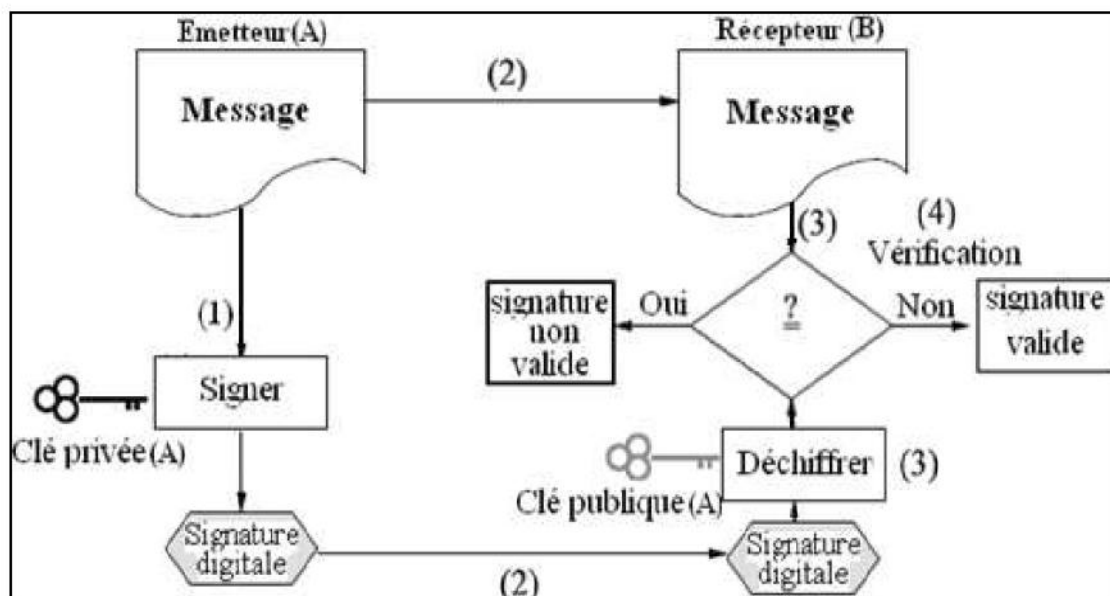 Emetteur (A)
Récepteur (B)
Message
(2)
Message
(1)
(3)
(4)
Vérification
signature
non
valide
Oui
?
=
Non
signature
valide
Signer
Clé privée (A)
Déchiffrer
(3)
Clé publique (A)
Signature
digitale
(2)
Signature
digitale